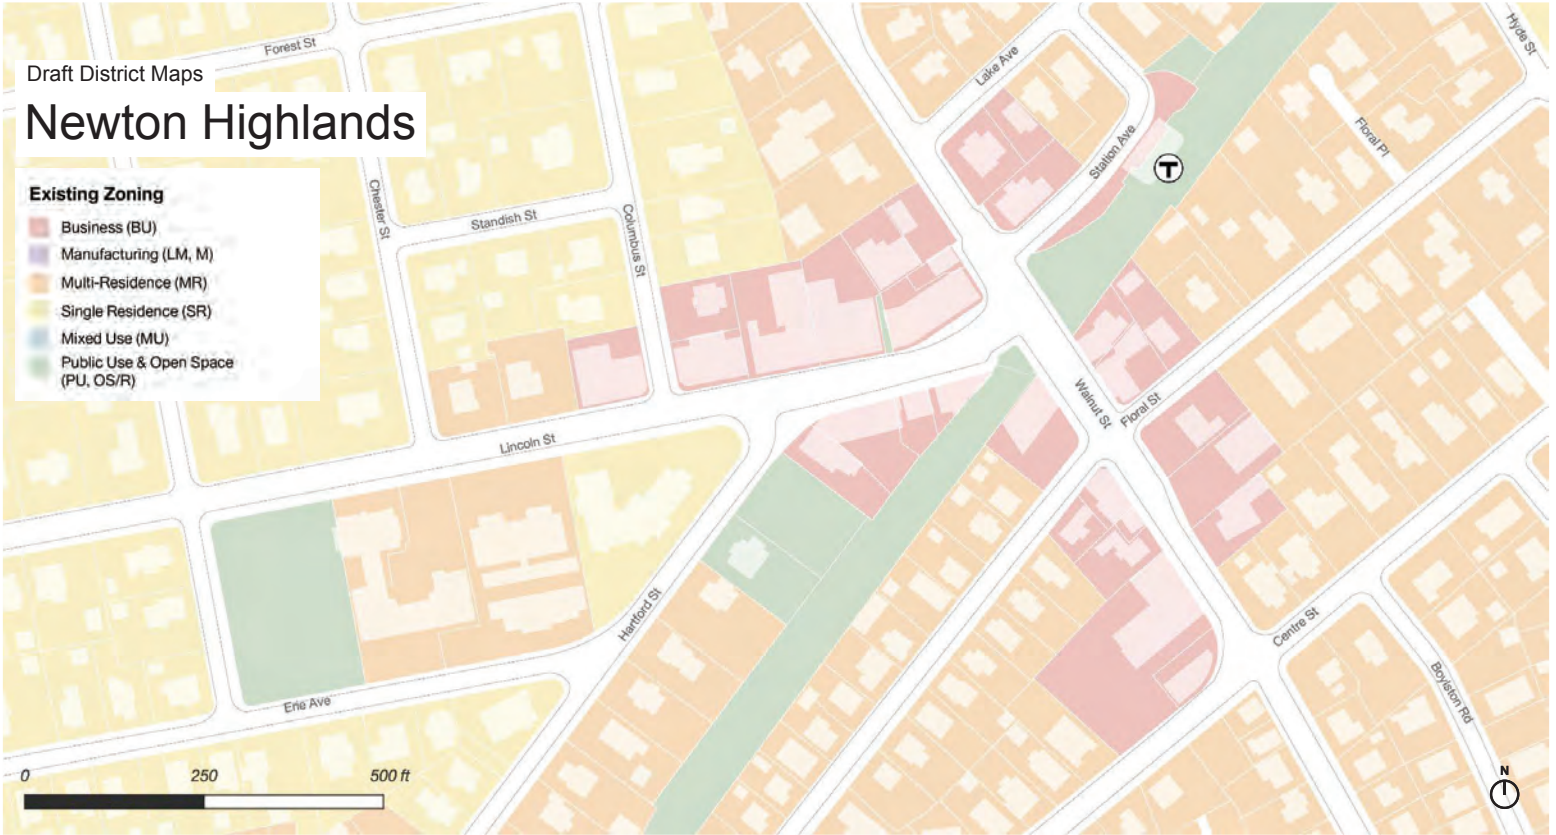 Forest St
Hyde St
Lake Ave
Draft District Maps
Newton Highlands
Floral Pl
Station Ave
T
Existing Zoning
Business (BU)
Manufacturing (LM, M)
Multi-Residence (MR)
Single Residence (SR)
Mixed Use (MU)
Public Use & Open Space
(PU, OS/R)
Chester St
Standish St
Columbus St
Walnut St
Floral St
Lincoln St
Hartford St
Centre St
Boylston Rd
Erie Ave
0 250 500 ft
N